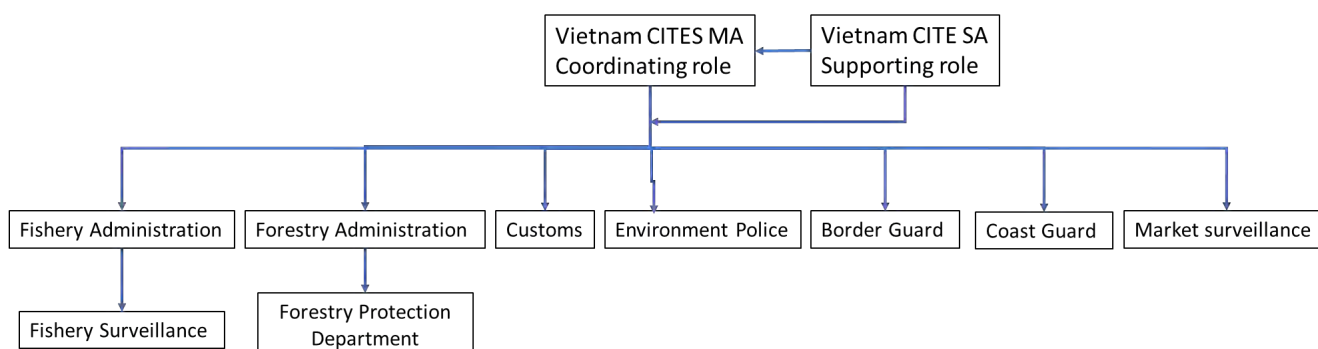 Vietnam CITES MA
Coordinating role
Vietnam CITE SA
Supporting role
Fishery Administration
Forestry Administration
Customs
Environment Police
Border Guard
Coast Guard
Market surveillance
Fishery Surveillance
Forestry Protection
Department